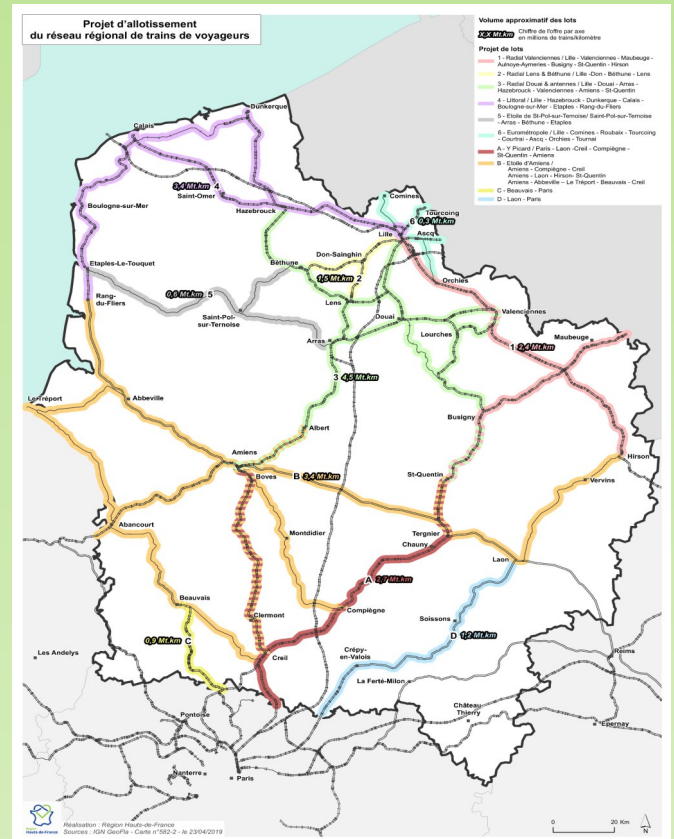 Projet d'allotissement
du réseau régional de trains de voyageurs
Volume approximatif des lots
X,X Mt.km
Chiffre de l'offre par axe
en millions de trains/kilomètre
Projet de lots
1 - Radial Valenciennes / Lille - Valenciennes - Maubeuge -
Aulnoye-Aymeries - Busigny - St-Quentin - Hirson
2 - Radial Lens & Béthune / Lille -Don - Béthune - Lens
3 - Radial Douai & antennes / Lille - Douai - Arras -
Hazebrouck - Valenciennes - Amiens - St-Quentin
4 - Littoral / Lille - Hazebrouck - Dunkerque - Calais -
Boulogne-sur-Mer - Etaples - Rang-du-Fliers
5 - Etoile de St-Pol-sur-Ternoise/ Saint-Pol-sur-Ternoise
- Arras - Béthune - Etaples
6 - Eurométropole / Lille - Comines - Roubaix - Tourcoing
- Courtrai - Ascq - Orchies - Tournai
A - Y Picard / Paris - Laon -Creil - Compiègne -
St-Quentin - Amiens
B - Etoile d'Amiens /
Amiens - Compiègne - Creil
Amiens - Laon - Hirson- St-Quentin
Amiens - Abbeville – Le Tréport - Beauvais - Creil
C - Beauvais - Paris
D - Laon - Paris
Dunkerque
Calais
3,4 Mt.km 4
Saint-Omer
Comines
Boulogne-sur-Mer
Hazebrouck
Tourcoing
6 0,3 Mt.km
Lille
Ascq
Don-Sainghin
Etaples-Le-Touquet
Béthune
1,5 Mt.km 2
Orchies
Rang-
du-Fliers
0,6 Mt.km 5
Lens
Saint-Pol
sur-Ternoise
Douai
Valenciennes
Lourches
Arras
Maubeuge
1 2,4 Mt.km
3 4,5 Mt.km
Le-Tréport
Abbeville
Albert
Busigny
Amiens
Hirson
Boves
B 3,4 Mt.km
St-Quentin
Vervins
Abancourt
Montdidier
Tergnier
Chauny
Laon
A 2,7 Mt.km
Beauvais
Compiègne
Clermont
Soissons
0,9 Mt.km C
D 1,2 Mt.km
Creil
Crépy-
en-Valois
Les Andelys
Reims
La Ferté-Milon
Château
Thierry
Pontoise
Epernay
Nanterre
Paris
Région
Hauts-de-France
Réalisation : Région Hauts-de-France
Sources : IGN GeoFla - Carte n°582-2 - le 23/04/2019
0
20 Km
N